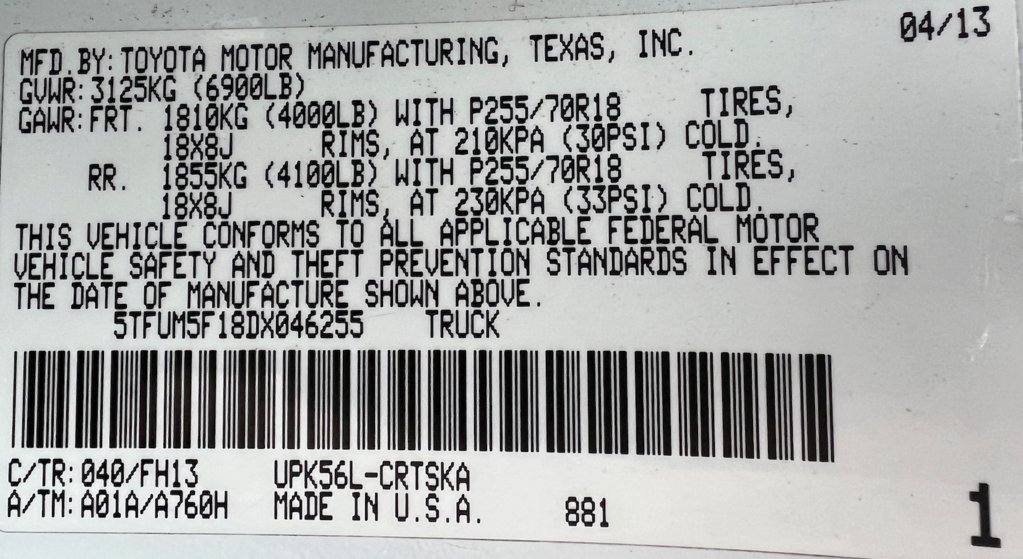 04/13
MFD.BY:TOYOTA MOTOR MANUFACTURING, TEXAS, INC.
GVWR:3125KG (6900LB)
GAWR:FRT. 1810KG (4000LB) WITH P255/70R18 TIRES,
18X8J RIMS, AT 210KPA (30PSI) COLD.
RR. 1855KG (4100LB) WITH P255/70R18 TIRES,
18X8J RIMS, AT 230KPA (33PSI) COLD.
THIS VEHICLE CONFORMS TO ALL APPLICABLE FEDERAL MOTOR
VEHICLE SAFETY AND THEFT PREVENTION STANDARDS IN EFFECT ON
THE DATE OF MANUFACTURE SHOWN ABOVE.
5TFUM5F18DX046255 TRUCK
C/TR:040/FH13 UPK56L-CRTSKA
A/TM:A01A/A760H MADE IN U.S.A. 881
1